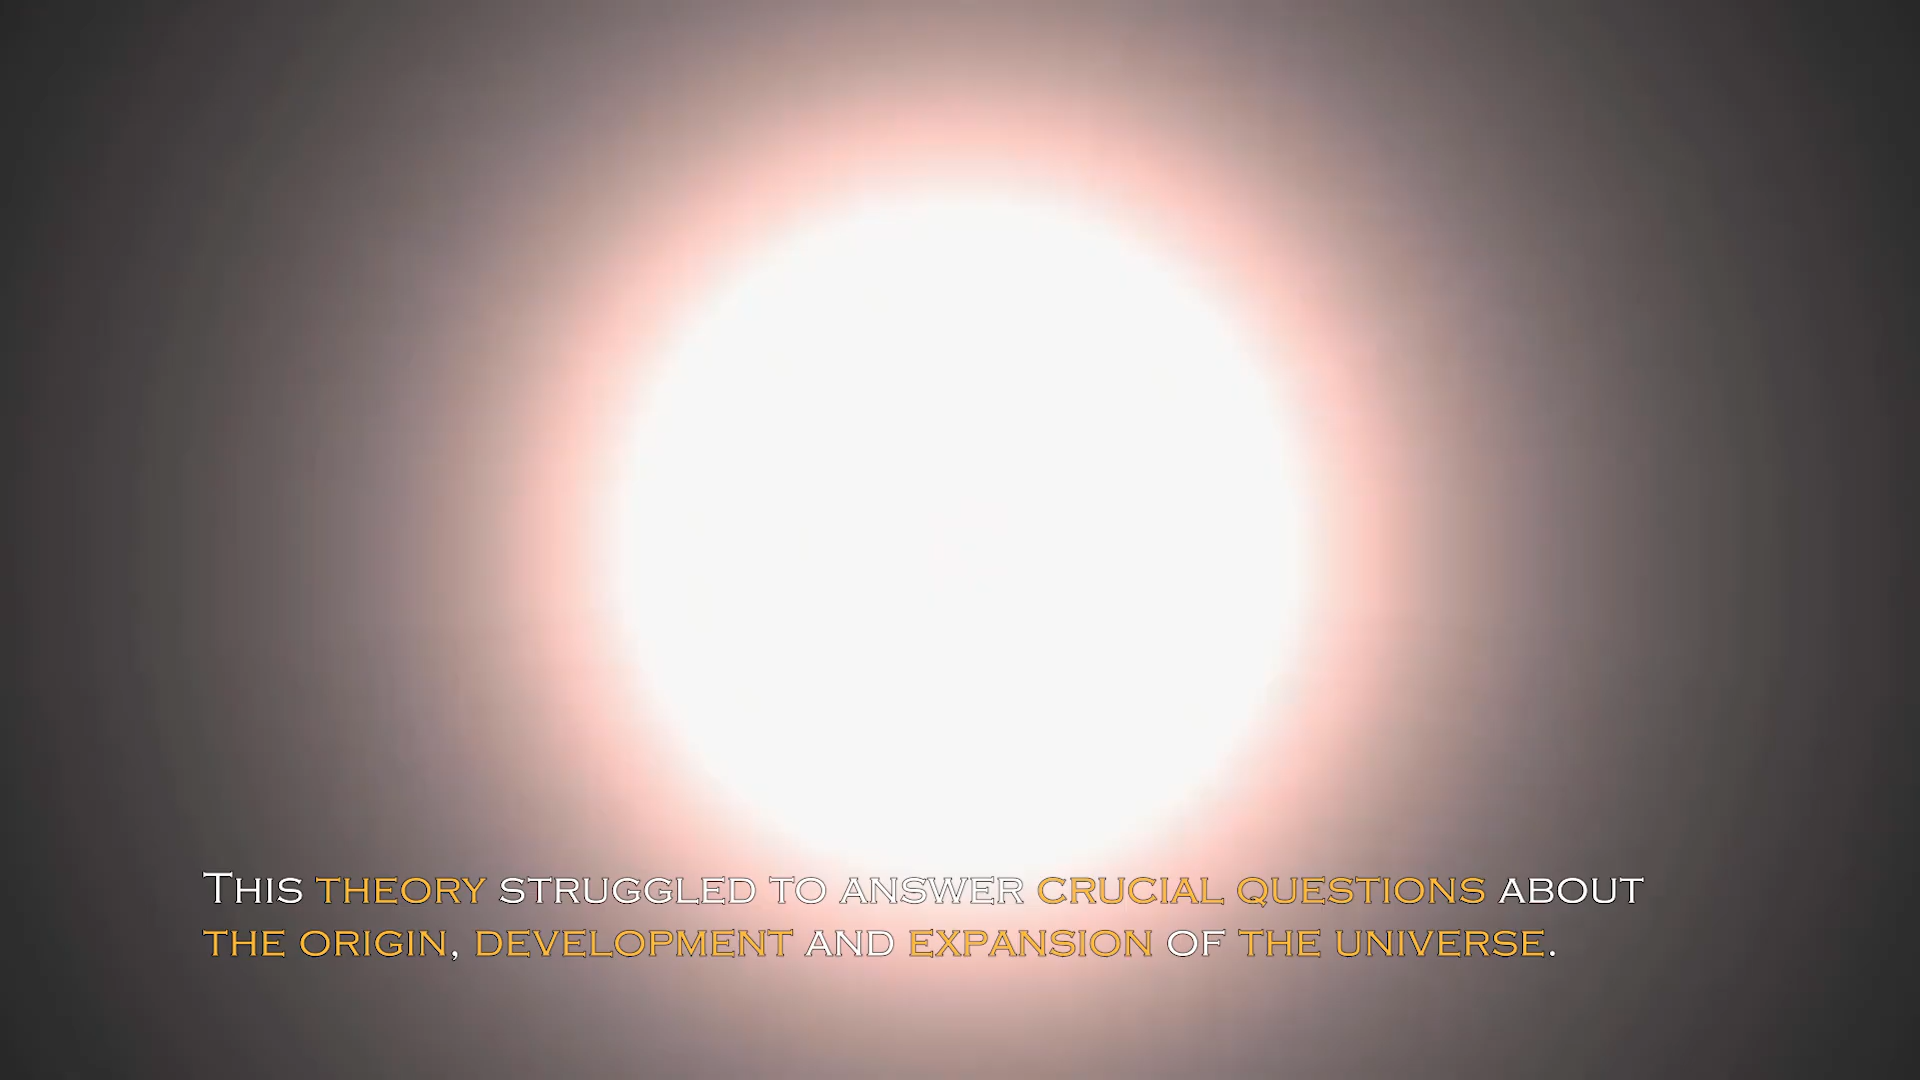 This theory struggled to answer crucial questions about
the origin, development and expansion of the universe.